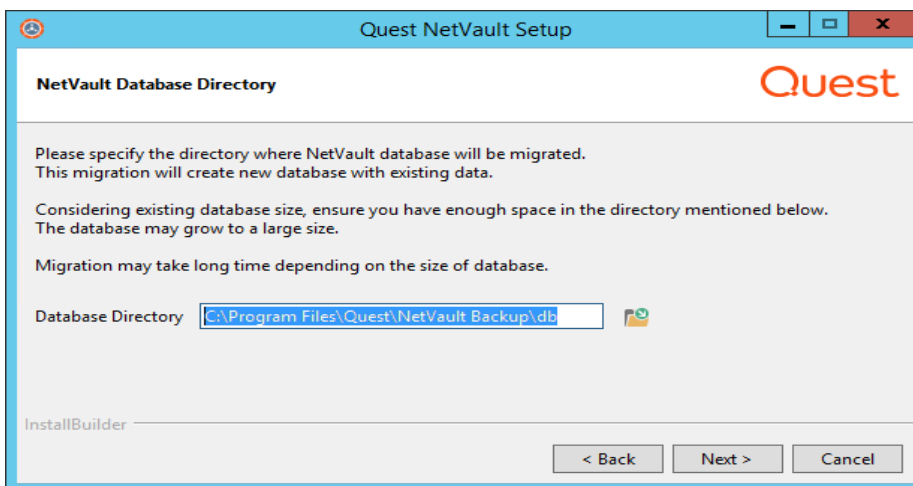 Quest NetVault Setup
NetVault Database Directory
Quest
Please specify the directory where NetVault database will be migrated.
This migration will create new database with existing data.
Considering existing database size, ensure you have enough space in the directory mentioned below.
The database may grow to a large size.
Migration may take long time depending on the size of database.
Database Directory C:\Program Files\Quest\NetVault Backup\db
InstallBuilder
< Back Next > Cancel